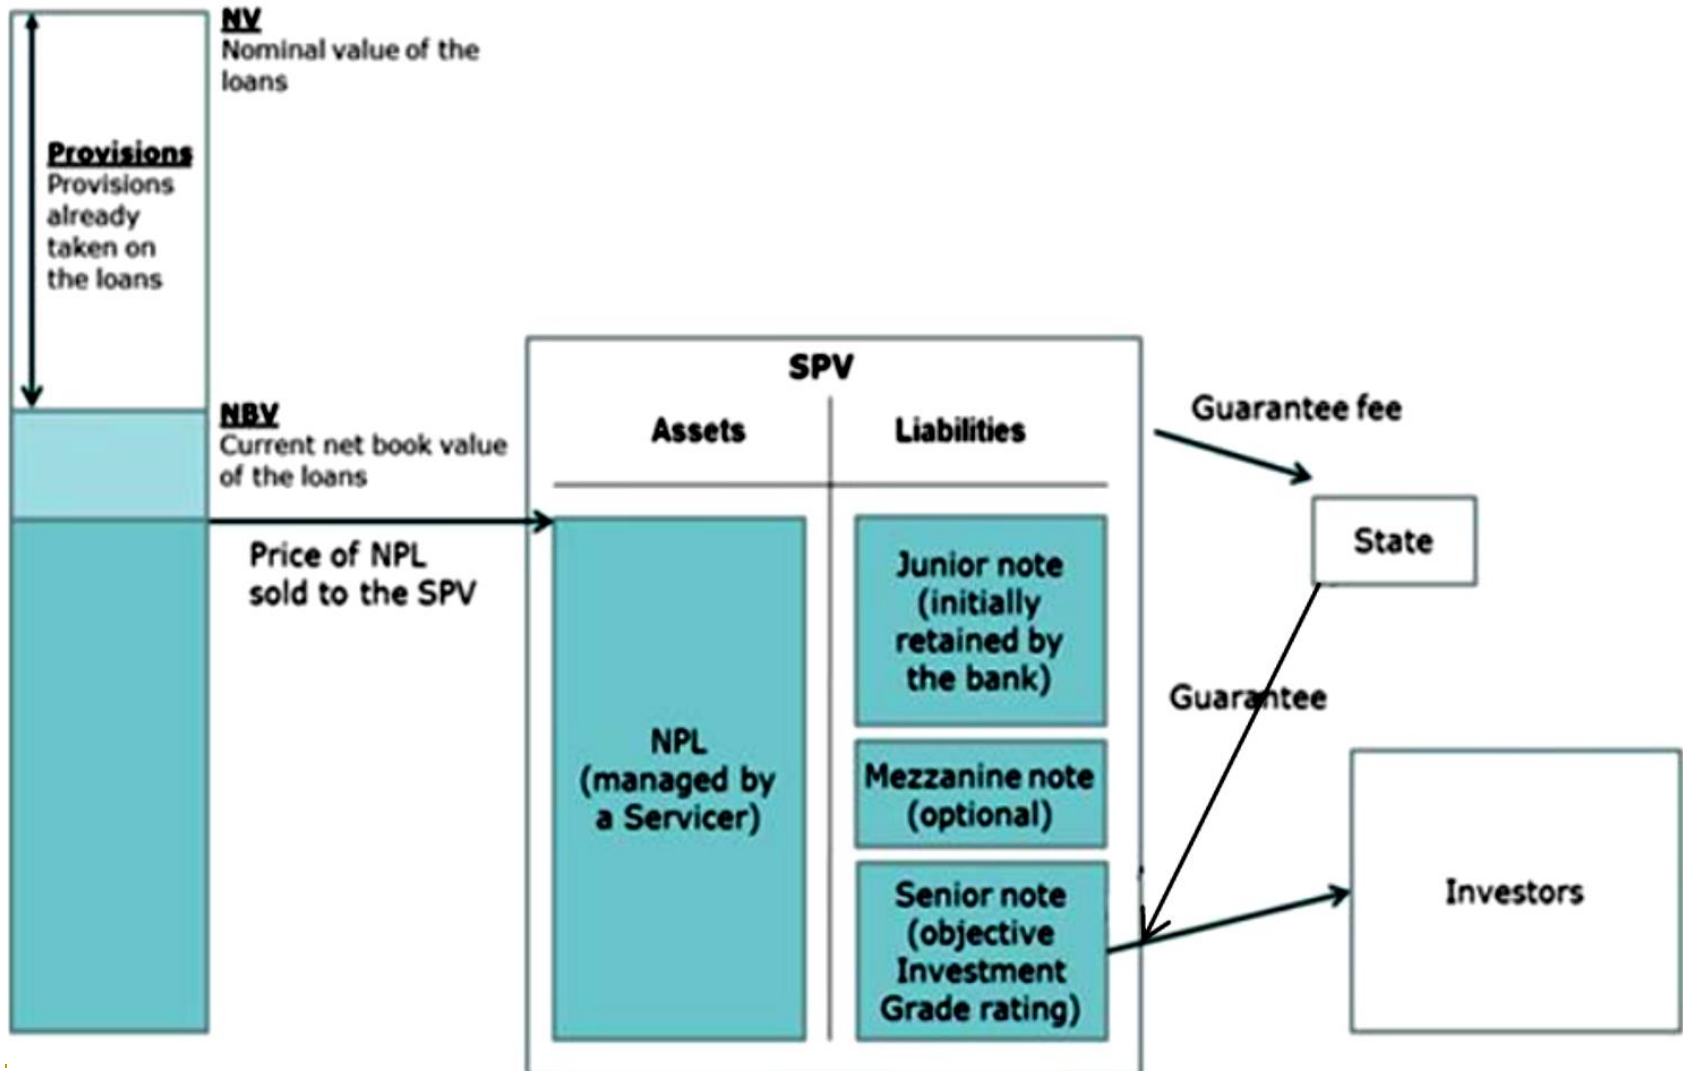 NV
Nominal value of the
loans
Provisions
Provisions
already
taken on
the loans
NBV
Current net book value
of the loans
Price of NPL
sold to the SPV
SPV
Assets
Liabilities
NPL
(managed by
a Servicer)
Junior note
(initially
retained by
the bank)
Mezzanine note
(optional)
Senior note
(objective
Investment
Grade rating)
Guarantee fee
State
Guarantee
Investors